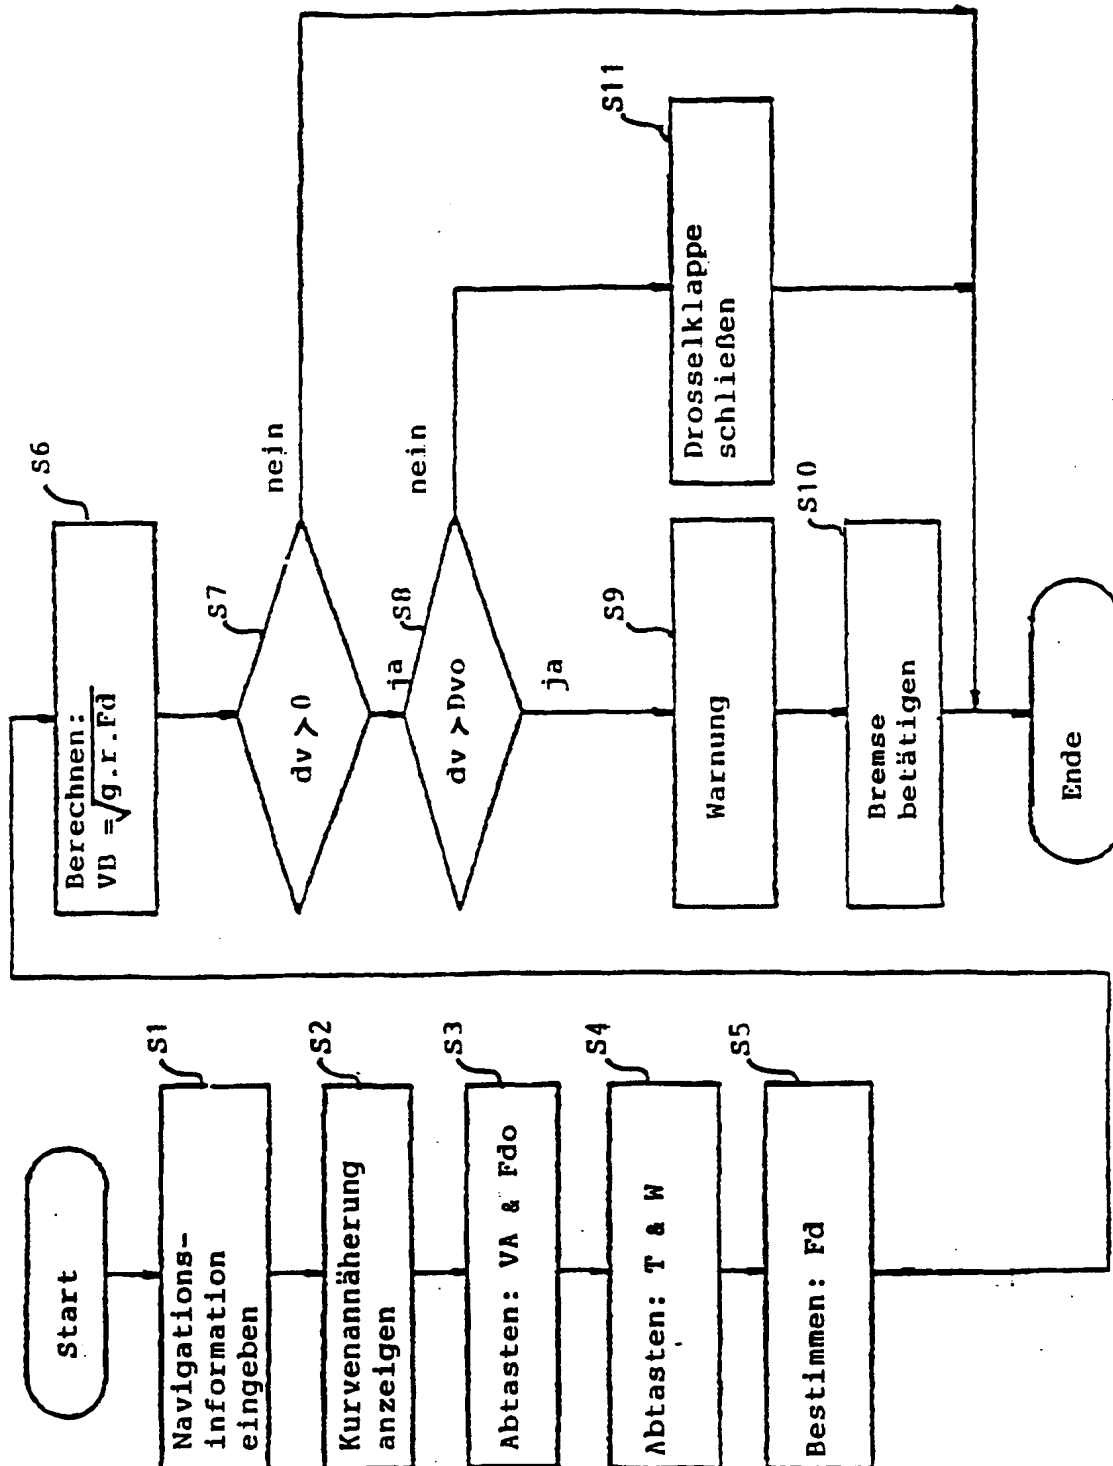 Start
S1
Navigations-
information
eingeben
S2
Kurvenannäherung
anzeigen
S3
Abtasten: VA & Fdo
S4
Abtasten: T & W
S5
Bestimmen: Fd
S6
Berechnen:
VB =√g.r.Fd
S7
dv > 0
nein
ja
S8
dv > Dvo
nein
ja
S9
Warnung
S10
Bremse
betätigen
S11
Drosselklappe
schließen
Ende